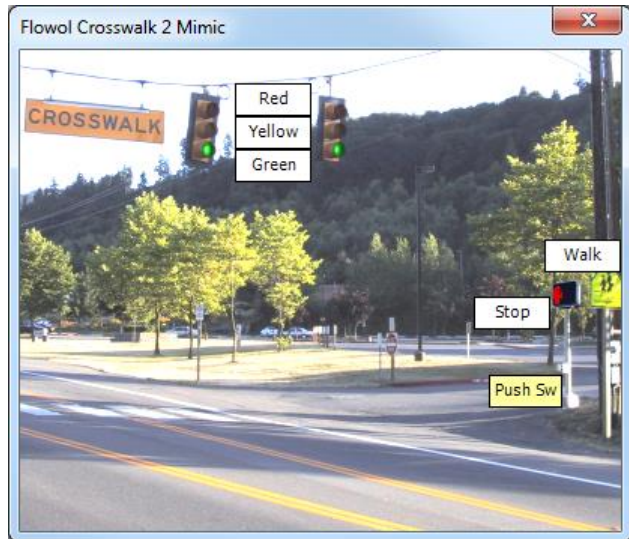 Flowol Crosswalk 2 Mimic
CROSSWALK
Red
Yellow
Green
Walk
Stop
Push Sw